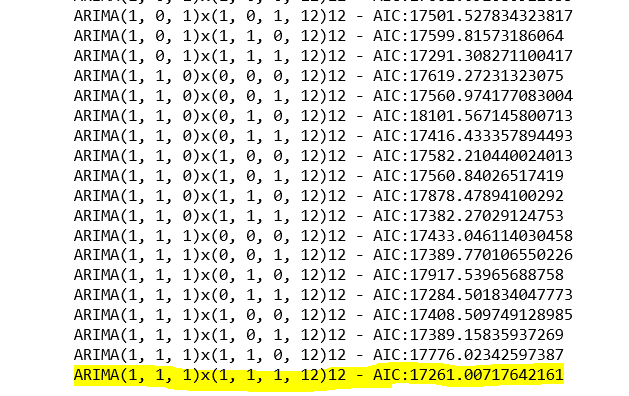 ARIMA(1, 0, 1)x(1, 0, 1, 12)12 - AIC:17501.527834323817
ARIMA(1, 0, 1)x(1, 1, 0, 12)12 - AIC:17599.81573186064
ARIMA(1, 0, 1)x(1, 1, 1, 12)12 - AIC:17291.308271100417
ARIMA(1, 1, 0)x(0, 0, 0, 12)12 - AIC:17619.27231323075
ARIMA(1, 1, 0)x(0, 0, 1, 12)12 - AIC:17560.974177083004
ARIMA(1, 1, 0)x(0, 1, 0, 12)12 - AIC:18101.567145800713
ARIMA(1, 1, 0)x(0, 1, 1, 12)12 - AIC:17416.433357894493
ARIMA(1, 1, 0)x(1, 0, 0, 12)12 - AIC:17582.210440024013
ARIMA(1, 1, 0)x(1, 0, 1, 12)12 - AIC:17560.84026517419
ARIMA(1, 1, 0)x(1, 1, 0, 12)12 - AIC:17878.47894100292
ARIMA(1, 1, 0)x(1, 1, 1, 12)12 - AIC:17382.27029124753
ARIMA(1, 1, 1)x(0, 0, 0, 12)12 - AIC:17433.046114030458
ARIMA(1, 1, 1)x(0, 0, 1, 12)12 - AIC:17389.770106550226
ARIMA(1, 1, 1)x(0, 1, 0, 12)12 - AIC:17917.53965688758
ARIMA(1, 1, 1)x(0, 1, 1, 12)12 - AIC:17284.501834047773
ARIMA(1, 1, 1)x(1, 0, 0, 12)12 - AIC:17408.509749128985
ARIMA(1, 1, 1)x(1, 0, 1, 12)12 - AIC:17389.15835937269
ARIMA(1, 1, 1)x(1, 1, 0, 12)12 - AIC:17776.02342597387
ARIMA(1, 1, 1)x(1, 1, 1, 12)12 - AIC:17261.00717642161